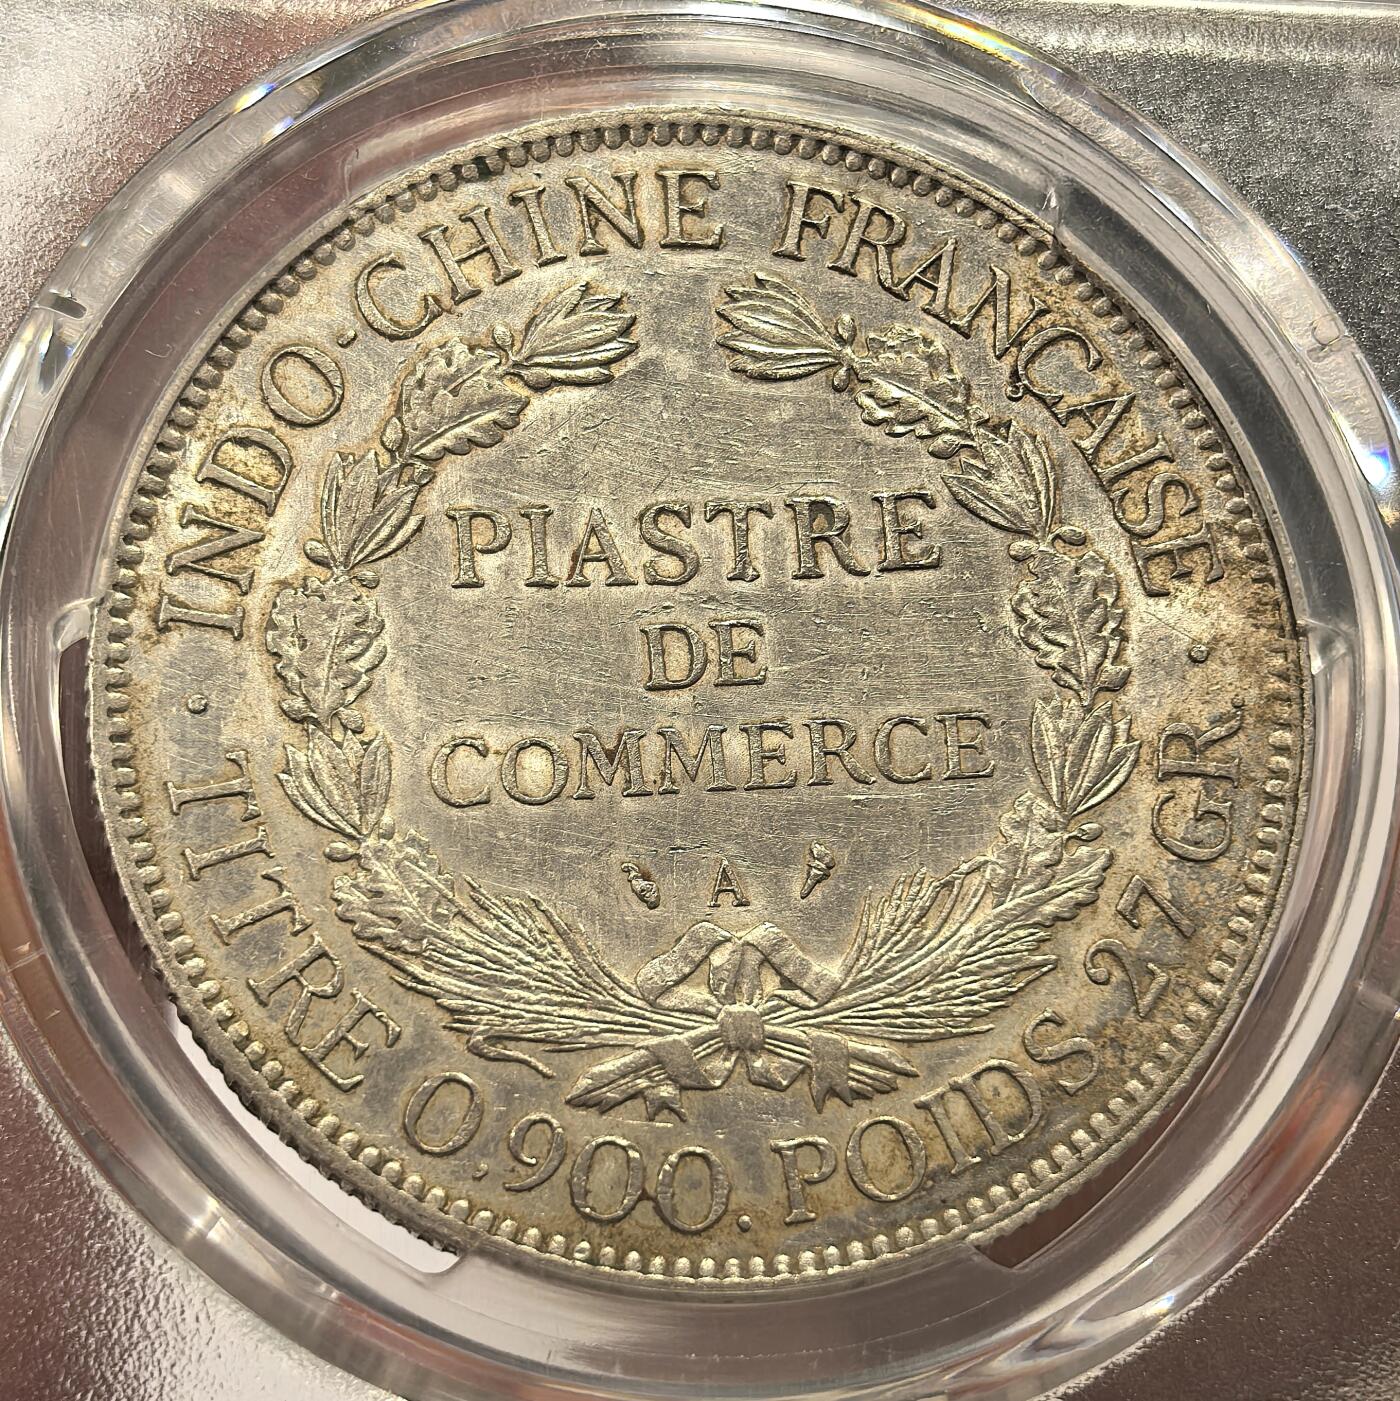 INDO-CHINE FRANÇAISE
PIASTRE
DE
COMMERCE
A
· TITRE 0,900. POIDS 27 GR. ·